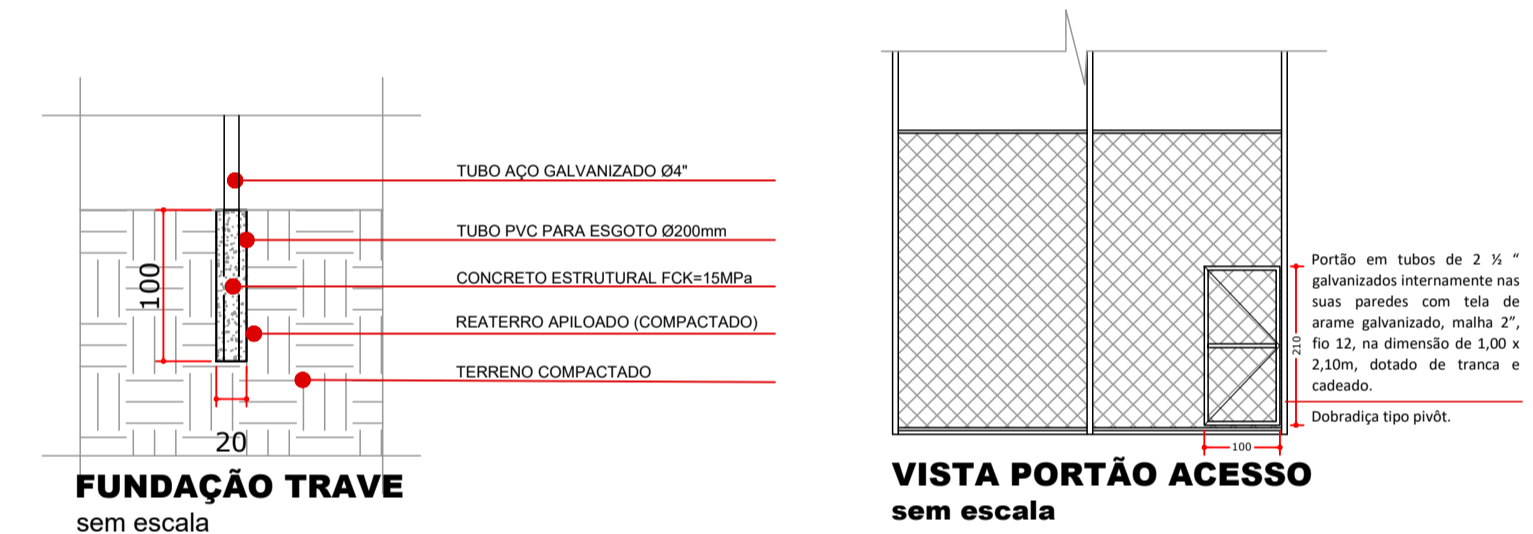 TUBO AÇO GALVANIZADO Ø4"
TUBO PVC PARA ESGOTO Ø200mm
CONCRETO ESTRUTURAL FCK=15MPa
REATERRO APILOADO (COMPACTADO)
TERRENO COMPACTADO
100
20
FUNDAÇÃO TRAVE
sem escala
Portão em tubos de 2 ½ “
galvanizados internamente nas
suas paredes com tela de
arame galvanizado, malha 2”,
fio 12, na dimensão de 1,00 x
2,10m, dotado de tranca e
cadeado.
Dobradiça tipo pivôt.
210
100
VISTA PORTÃO ACESSO
sem escala